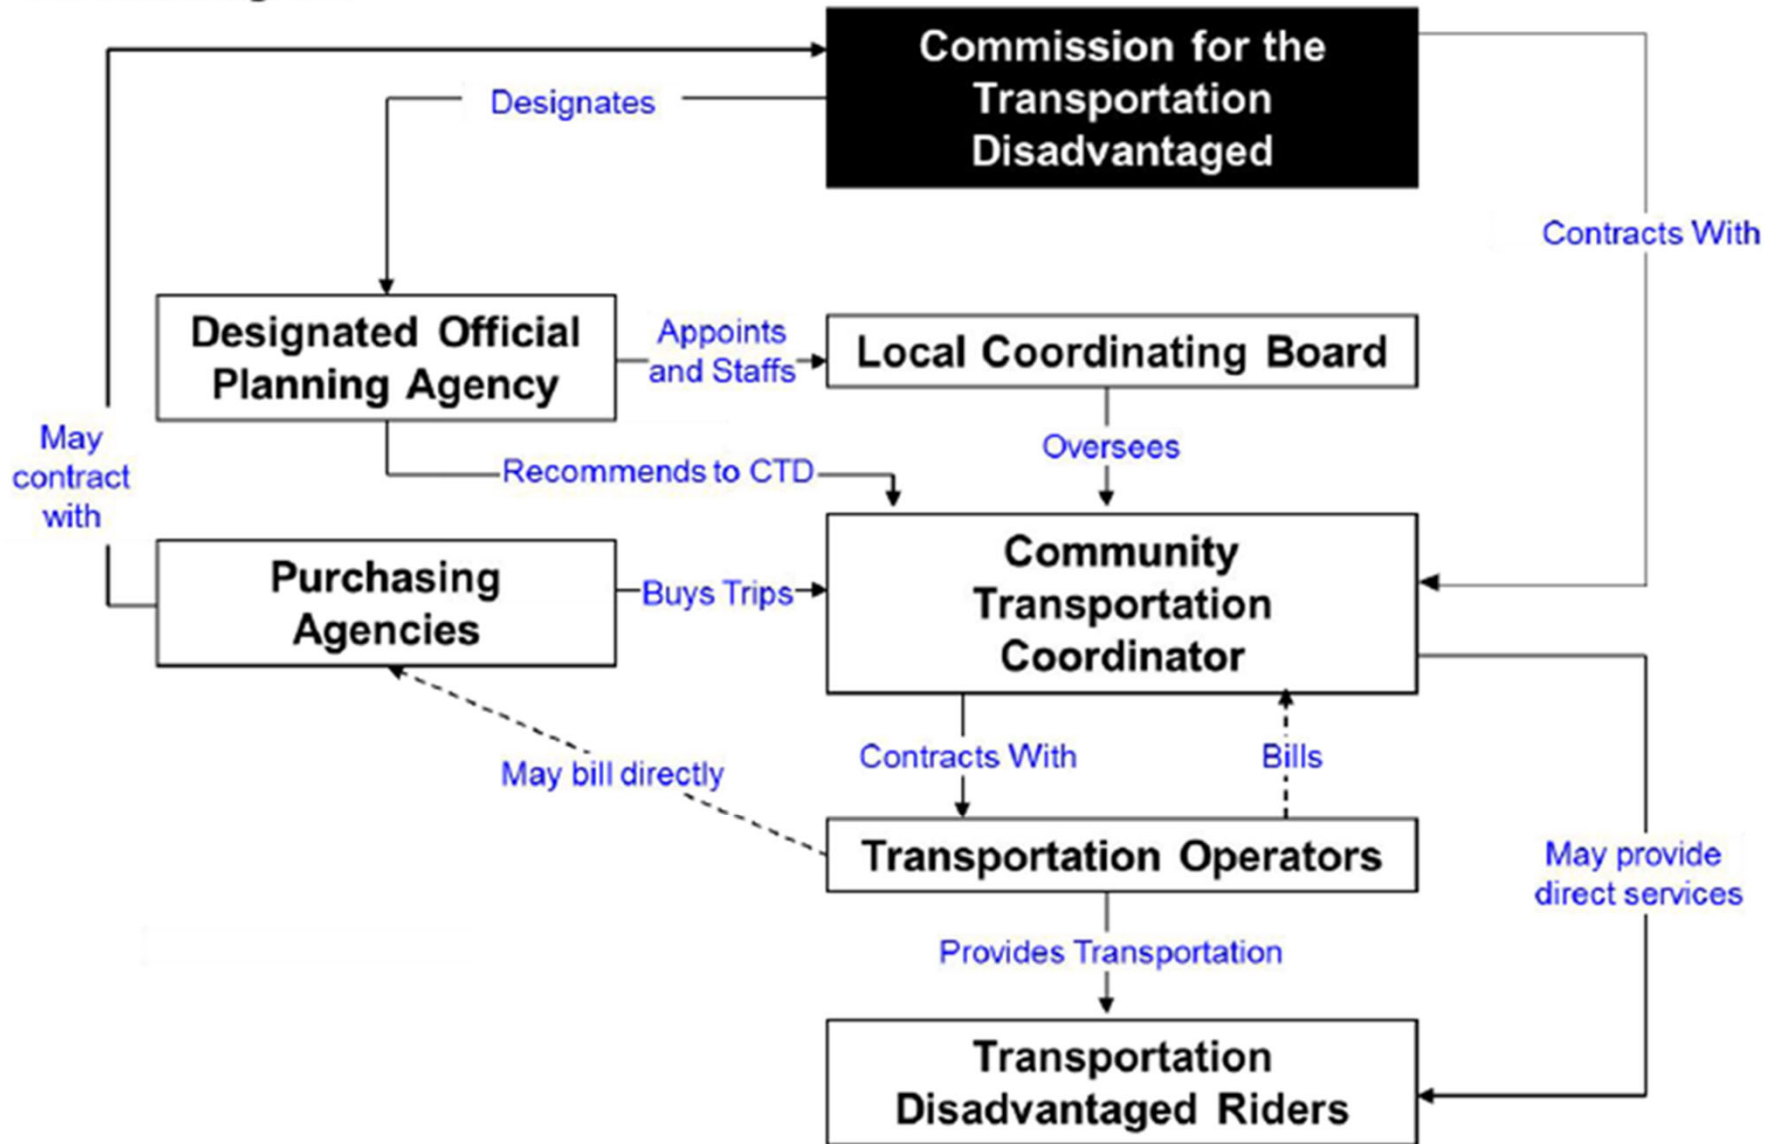 Commission for the
Transportation
Disadvantaged
Designates
Contracts With
Designated Official
Planning Agency
Appoints
and Staffs
Local Coordinating Board
May
contract
with
Oversees
Recommends to CTD
Purchasing
Agencies
Buys Trips
Community
Transportation
Coordinator
May bill directly
Contracts With
Bills
Transportation Operators
May provide
direct services
Provides Transportation
Transportation
Disadvantaged Riders